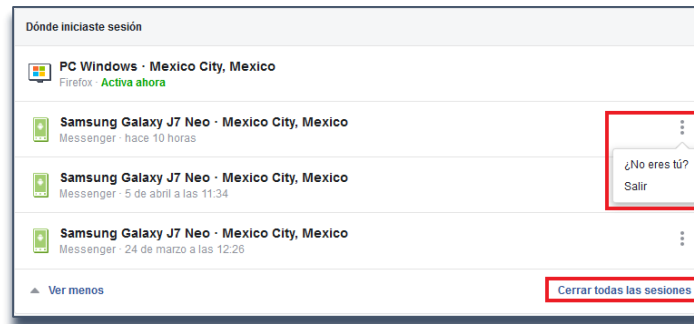 Dónde iniciaste sesión
PC Windows · Mexico City, Mexico
Firefox · Activa ahora
Samsung Galaxy J7 Neo · Mexico City, Mexico
Messenger · hace 10 horas
¿No eres tú?
Salir
Samsung Galaxy J7 Neo · Mexico City, Mexico
Messenger · 5 de abril a las 11:34
Samsung Galaxy J7 Neo · Mexico City, Mexico
Messenger · 24 de marzo a las 12:26
Ver menos
Cerrar todas las sesiones